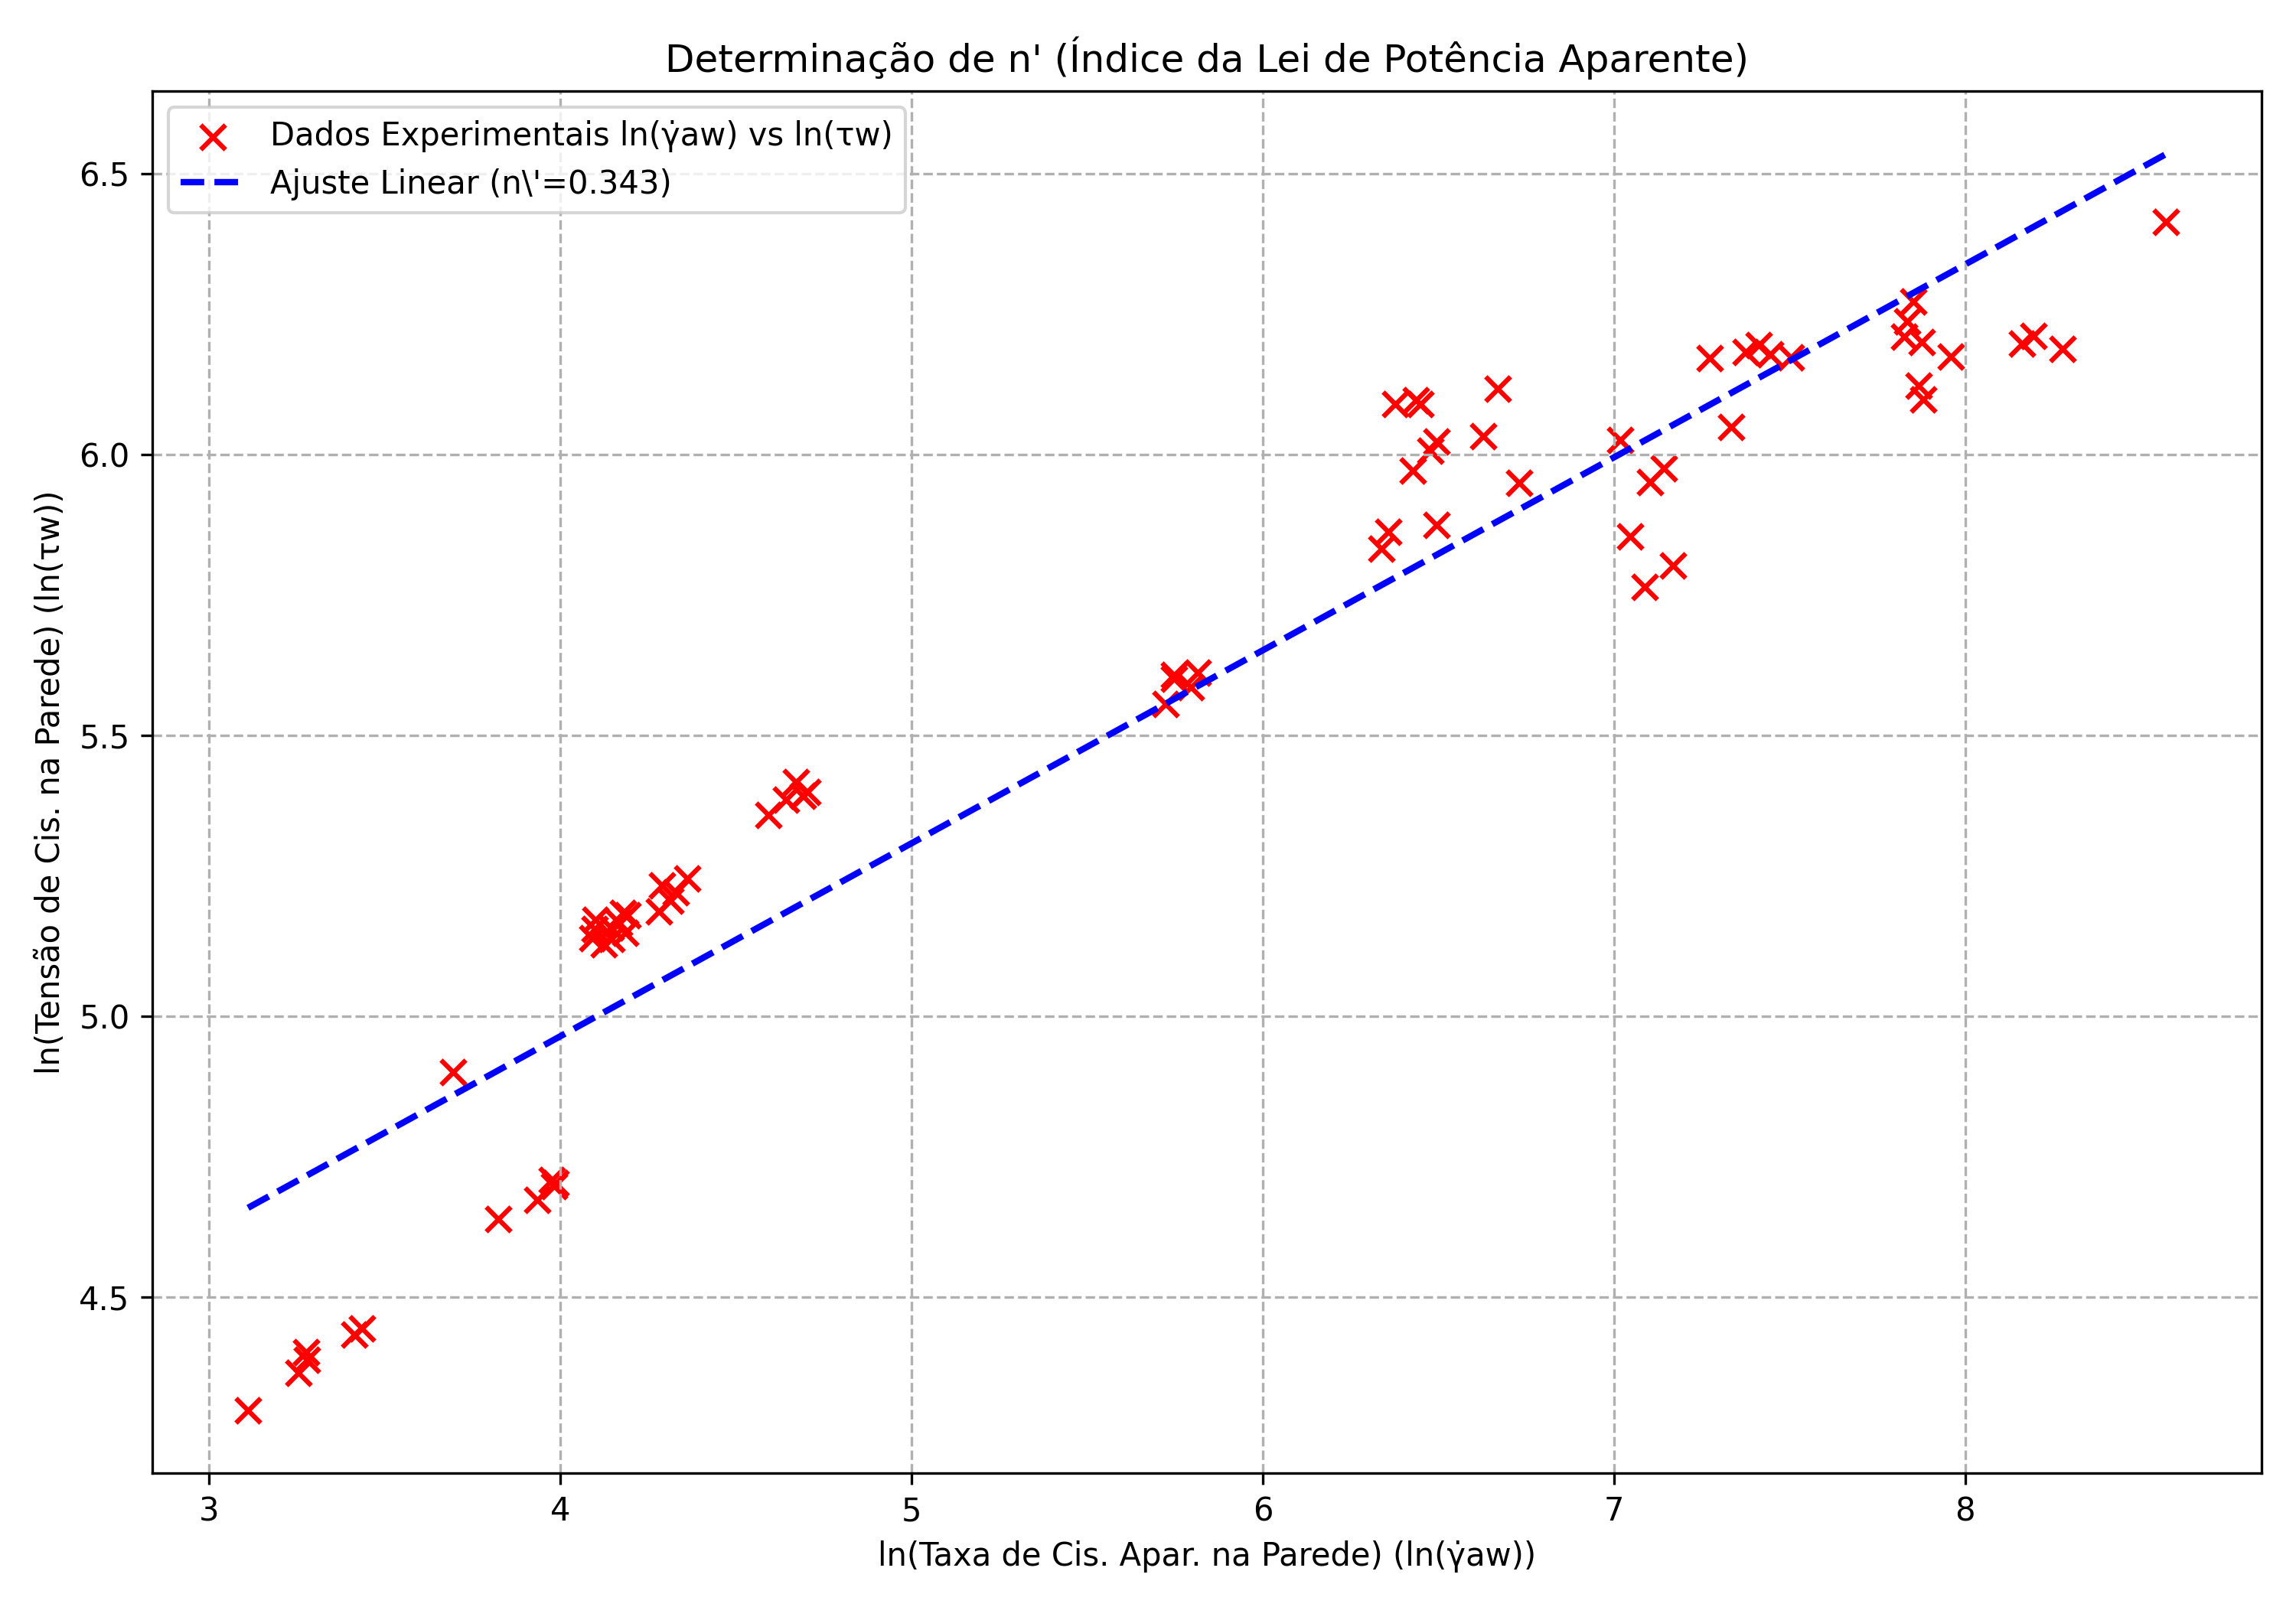 Determinação de n' (Índice da Lei de Potência Aparente)
Dados Experimentais ln(γ̇aw) vs ln(τw)
Ajuste Linear (n\'=0.343)
6.5
6.0
5.5
5.0
4.5
ln(Tensão de Cis. na Parede) (ln(τw))
3 4 5 6 7 8
ln(Taxa de Cis. Apar. na Parede) (ln(γ̇aw))